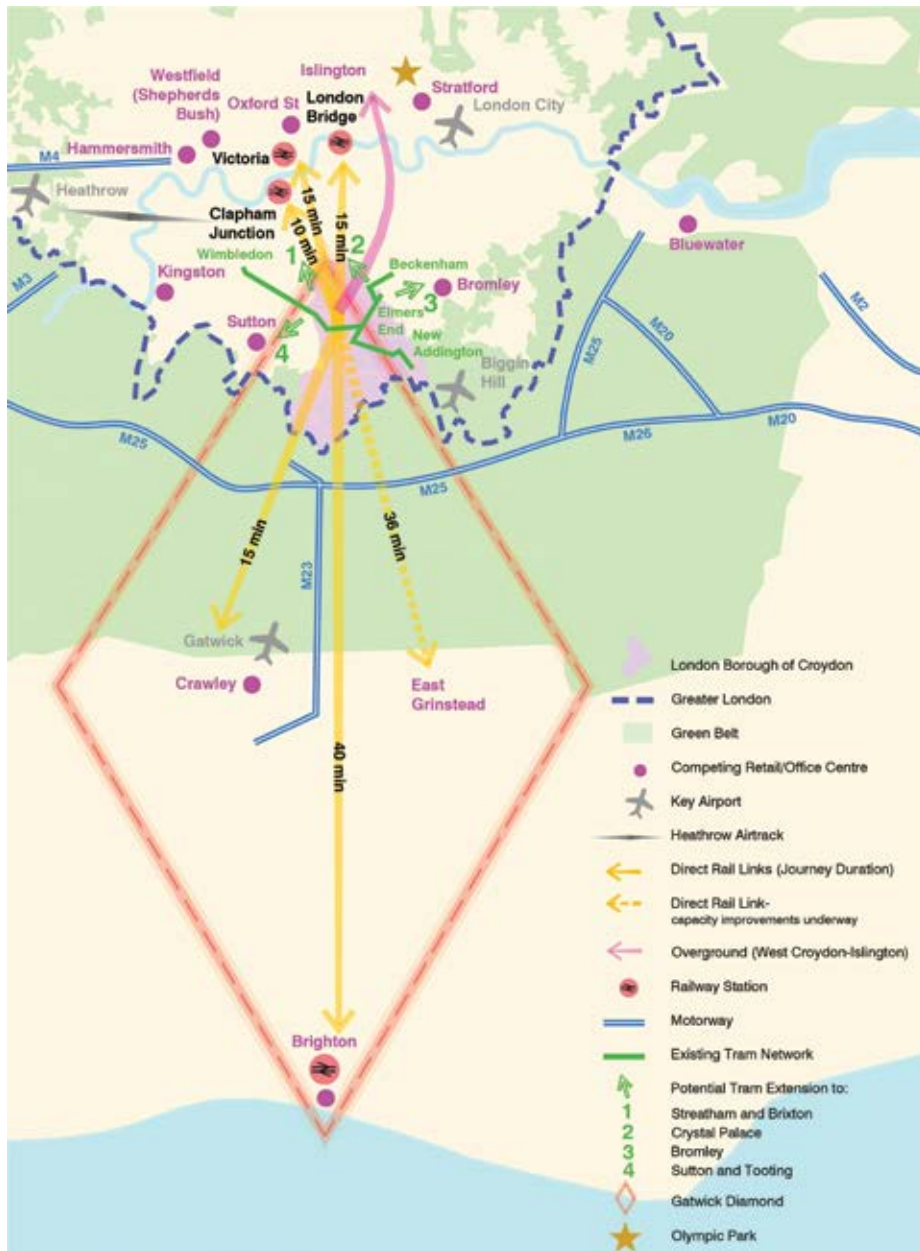 Islington
Westfield
(Shepherds
Bush)
Oxford St
London
Bridge
Stratford
London City
Hammersmith
M4
Victoria
Heathrow
Clapham
Junction
15 min
10 min
15 min
Bluewater
Wimbledon
1
2
Beckenham
Kingston
M3
3
Bromley
M2
Elmers
End
Sutton
4
New
Addington
M25
M20
Biggin
Hill
M20
M26
M25
M25
36 min
15 min
M23
Gatwick
Crawley
East
Grinstead
40 min
Brighton
London Borough of Croydon
Greater London
Green Belt
Competing Retail/Office Centre
Key Airport
Heathrow Airtrack
Direct Rail Links (Journey Duration)
Direct Rail Link-
capacity improvements underway
Overground (West Croydon-Islington)
Railway Station
Motorway
Existing Tram Network
Potential Tram Extension to:
1 Streatham and Brixton
2 Crystal Palace
3 Bromley
4 Sutton and Tooting
Gatwick Diamond
Olympic Park